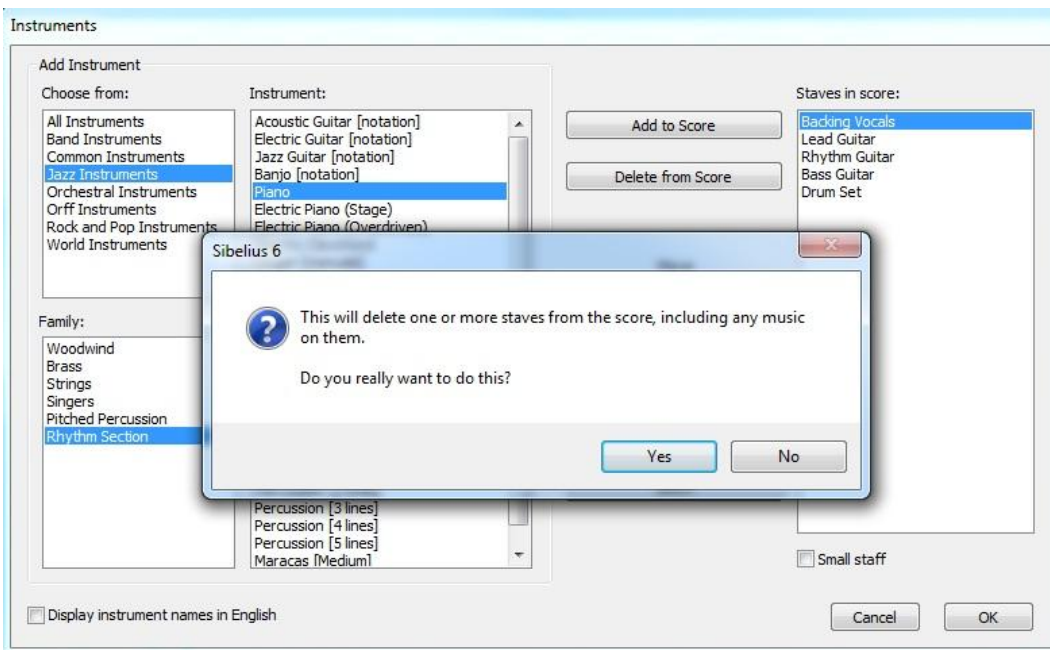 Instruments
Add Instrument
Choose from:
All Instruments
Band Instruments
Common Instruments
Jazz Instruments
Orchestral Instruments
Orff Instruments
Rock and Pop Instruments
World Instruments
Instrument:
Acoustic Guitar [notation]
Electric Guitar [notation]
Jazz Guitar [notation]
Banjo [notation]
Piano
Electric Piano (Stage)
Electric Piano (Overdriven)
Add to Score
Delete from Score
Staves in score:
Backing Vocals
Lead Guitar
Rhythm Guitar
Bass Guitar
Drum Set
Sibelius 6
This will delete one or more staves from the score, including any music
on them.
Do you really want to do this?
Yes
No
Family:
Woodwind
Brass
Strings
Singers
Pitched Percussion
Rhythm Section
Percussion [3 lines]
Percussion [4 lines]
Percussion [5 lines]
Maracas [Medium]
Small staff
Display instrument names in English
Cancel
OK